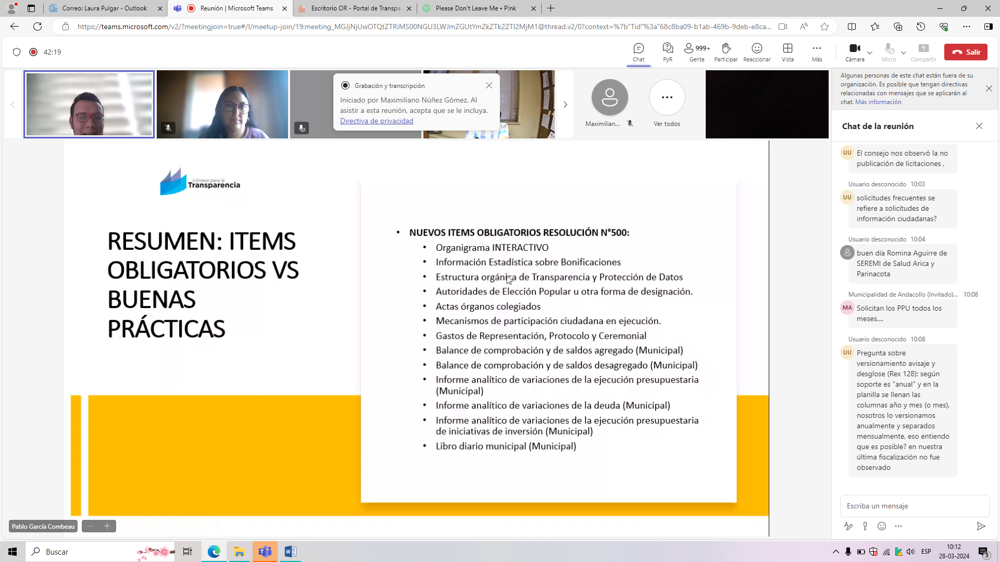 Correo: Laura Pulgar - Outlook
Reunión | Microsoft Teams
Escritorio OR - Portal de Transpa
Please Don't Leave Me • P!nk
https://teams.microsoft.com/v2/?meetingjoin=true#/l/meetup-join/19:meeting_MGJjNjUwOTQtZTRiMS00NGU3LWJmZGUtYmZkZTk2ZTI2MjM1@thread.v2/0?context=%7b"Tid"%3a"68c8ba09-b1ab-469b-9deb-e8ca...
42:19
Chat
PyR
999+
Gente
Participar
Reaccionar
Vista
Más
Cámara
Micro
Compartir
Salir
Grabación y transcripción
Iniciado por Maximiliano Núñez Gómez. Al
asistir a esta reunión, acepta que se le incluya.
Directiva de privacidad
Maximilian...
Ver todos
Algunas personas de este chat están fuera de su
organización. Es posible que tengan directivas
relacionadas con mensajes que se aplicarán al
chat. Más información
Chat de la reunión
UU
El consejo nos observó la no
publicación de licitaciones ,
Usuario desconocido 10:03
UU
solicitudes frecuentes se
refiere a solicitudes de
información ciudadanas?
Usuario desconocido 10:04
buen día Romina Aguirre de
SEREMI de Salud Arica y
Parinacota
Municipalidad de Andacollo (Invitado)... 10:08
MA
Solicitan los PPU todos los
meses....
Usuario desconocido 10:08
UU
Pregunta sobre
versionamiento avisaje y
desglose (Rex 128): según
soporte es "anual" y en la
planilla se llenan las
columnas año y mes (o mes),
nosotros lo versionamos
anualmente y separados
mensualmente, eso entiendo
que es posible? en nuestra
última fiscalización no fue
observado
Escriba un mensaje
consejo para la
Transparencia
RESUMEN: ITEMS
OBLIGATORIOS VS
BUENAS
PRÁCTICAS
• NUEVOS ITEMS OBLIGATORIOS RESOLUCIÓN N°500:
• Organigrama INTERACTIVO
• Información Estadística sobre Bonificaciones
• Estructura orgánica de Transparencia y Protección de Datos
• Autoridades de Elección Popular u otra forma de designación.
• Actas órganos colegiados
• Mecanismos de participación ciudadana en ejecución.
• Gastos de Representación, Protocolo y Ceremonial
• Balance de comprobación y de saldos agregado (Municipal)
• Balance de comprobación y de saldos desagregado (Municipal)
• Informe analítico de variaciones de la ejecución presupuestaria
(Municipal)
• Informe analítico de variaciones de la deuda (Municipal)
• Informe analítico de variaciones de la ejecución presupuestaria
de iniciativas de inversión (Municipal)
• Libro diario municipal (Municipal)
Pablo García Combeau
Buscar
ESP
10:12
28-03-2024
3